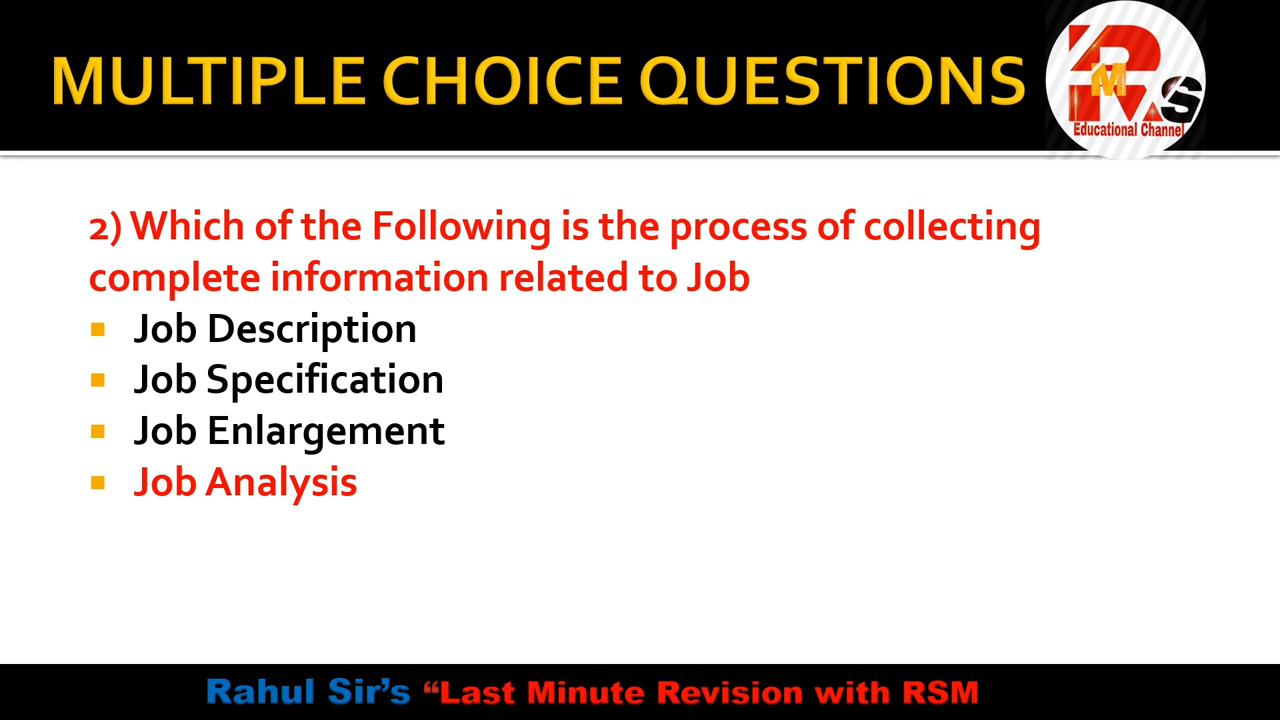 MULTIPLE CHOICE QUESTIONS
RMS
Educational Channel
2) Which of the Following is the process of collecting
complete information related to Job
Job Description
Job Specification
Job Enlargement
Job Analysis
Rahul Sir's “Last Minute Revision with RSM